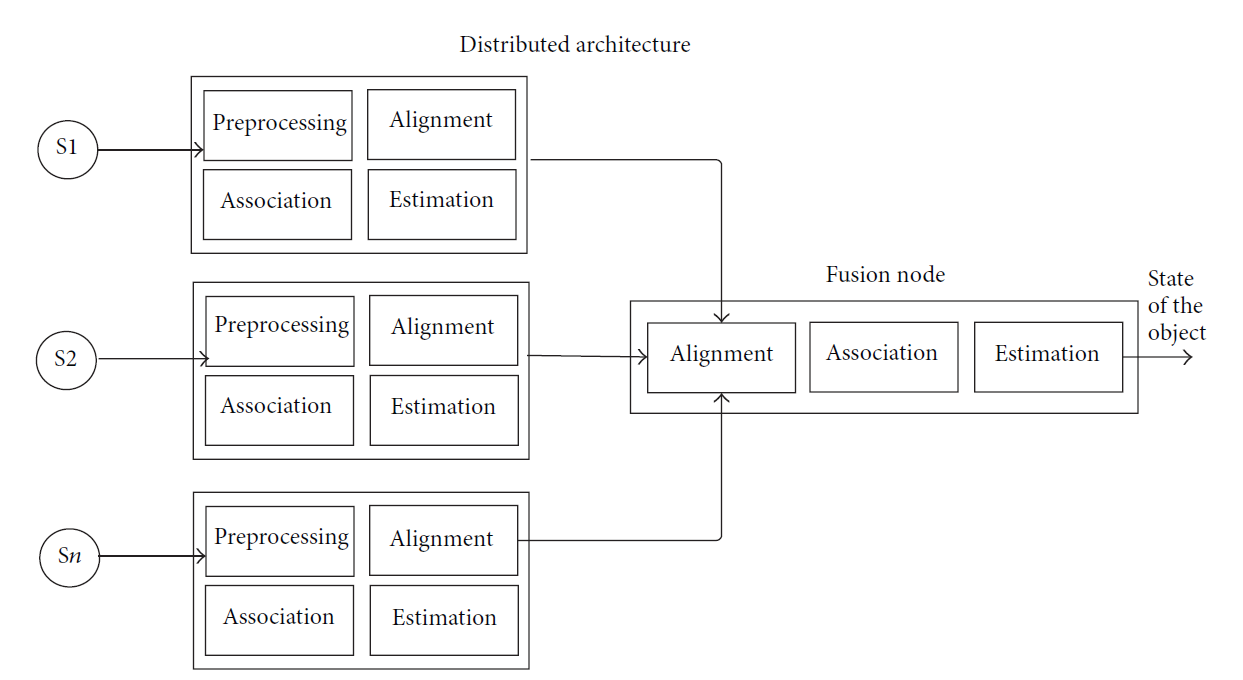 Distributed architecture
S1
Preprocessing
Alignment
Association
Estimation
S2
Preprocessing
Alignment
Association
Estimation
Sn
Preprocessing
Alignment
Association
Estimation
Fusion node
Alignment
Association
Estimation
State
of the
object